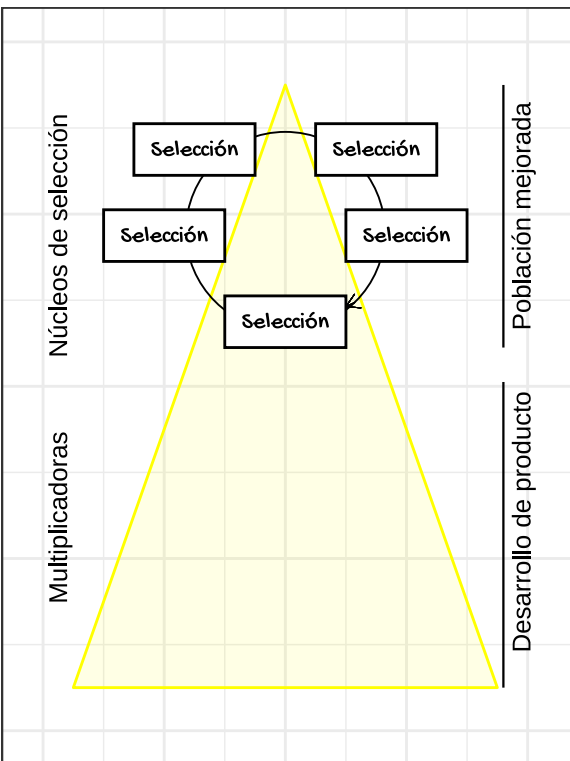 Selección
Selección
Selección
Selección
Selección
Núcleos de selección
Multiplicadoras
Población mejorada
Desarrollo de producto